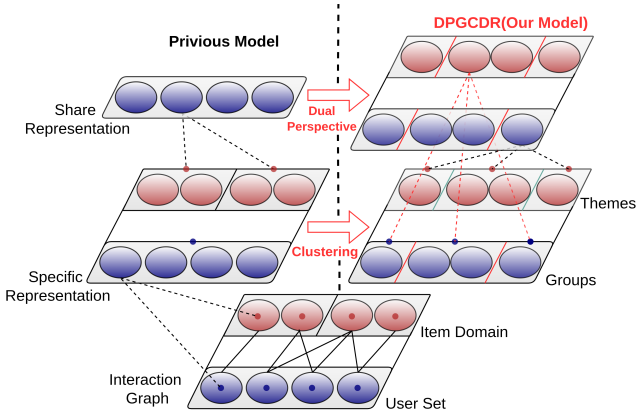 DPGCDR(Our Model)
Privious Model
Share
Representation
Dual
Perspective
Themes
Clustering
Specific
Representation
Groups
Item Domain
Interaction
Graph
User Set